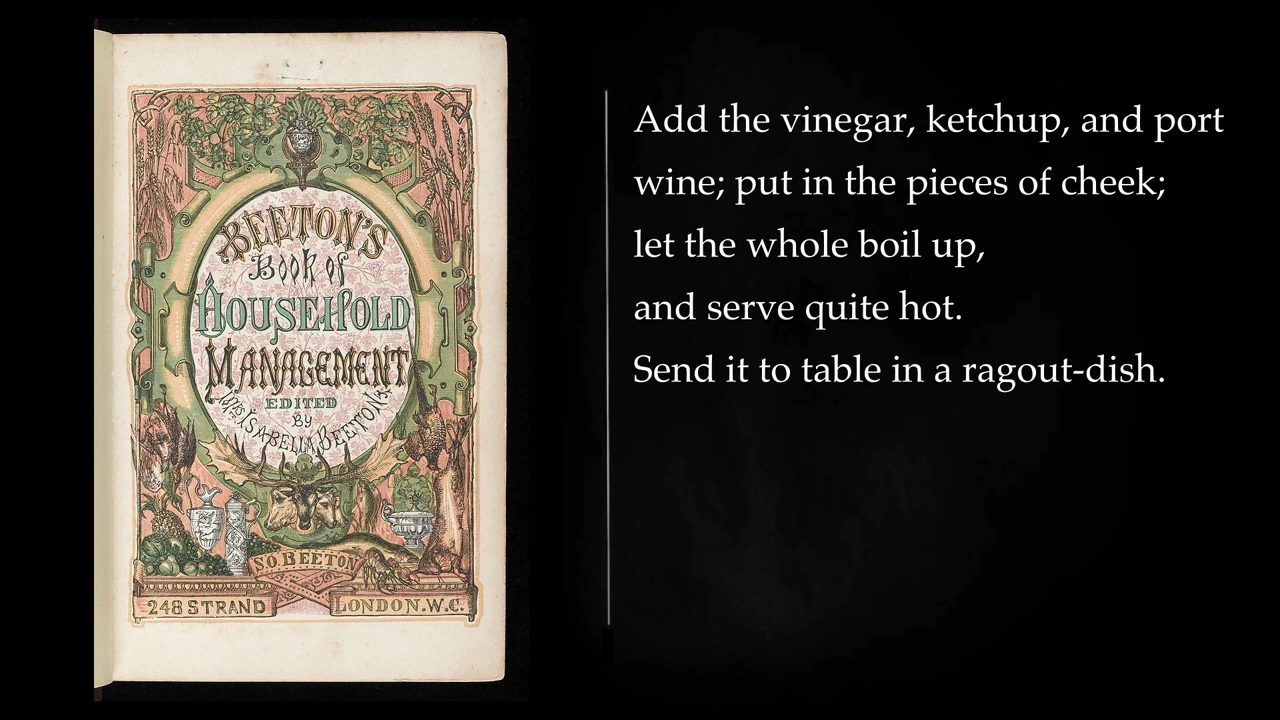 BEETON'S
Book of
HOUSEHOLD
MANAGEMENT
EDITED
BY
MRS ISABELLA BEETON
S.O. BEETON
248 STRAND
LONDON. W.C.
Add the vinegar, ketchup, and port
wine; put in the pieces of cheek;
let the whole boil up,
and serve quite hot.
Send it to table in a ragout-dish.